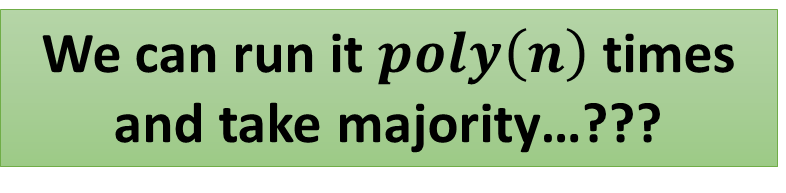 We can run it poly(n) times
and take majority...???